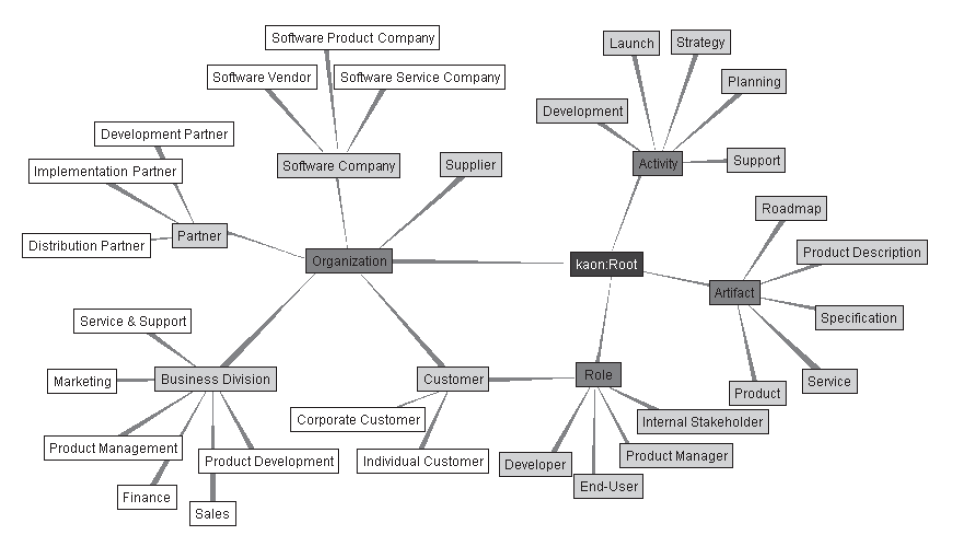 Software Product Company
Launch
Strategy
Software Vendor
Software Service Company
Planning
Development
Development Partner
Software Company
Supplier
Activity
Support
Implementation Partner
Roadmap
Partner
Distribution Partner
Organization
kaon:Root
Product Description
Artifact
Specification
Service & Support
Marketing
Business Division
Customer
Role
Product
Service
Corporate Customer
Internal Stakeholder
Product Management
Product Development
Individual Customer
Developer
Product Manager
End-User
Finance
Sales